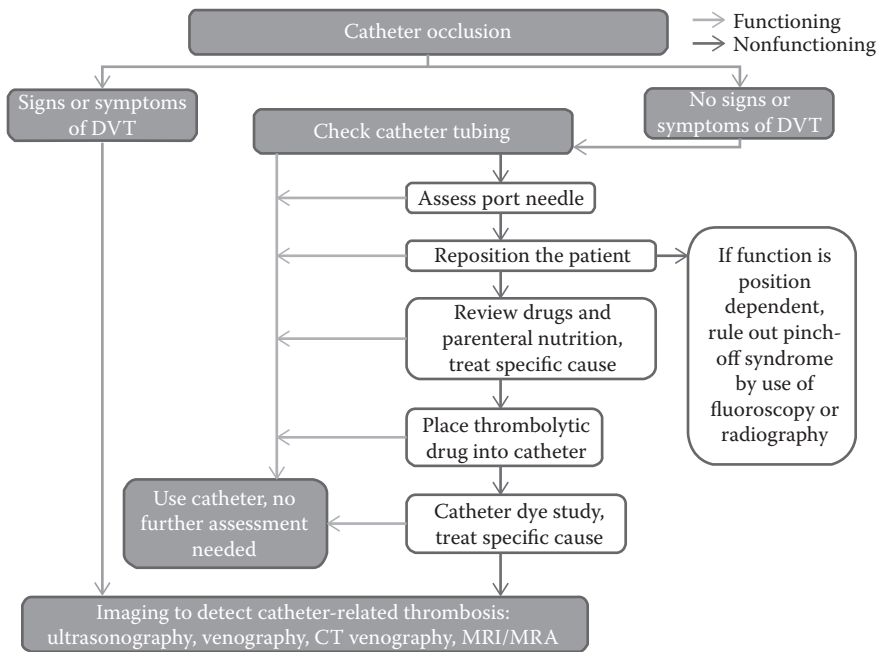 Catheter occlusion
Functioning
Nonfunctioning
Signs or symptoms
of DVT
No signs or
symptoms of DVT
Check catheter tubing
Assess port needle
Reposition the patient
If function is
position
dependent,
rule out pinch-
off syndrome
by use of
fluoroscopy or
radiography
Review drugs and
parenteral nutrition,
treat specific cause
Place thrombolytic
drug into catheter
Use catheter, no
further assessment
needed
Catheter dye study,
treat specific cause
Imaging to detect catheter-related thrombosis:
ultrasonography, venography, CT venography, MRI/MRA